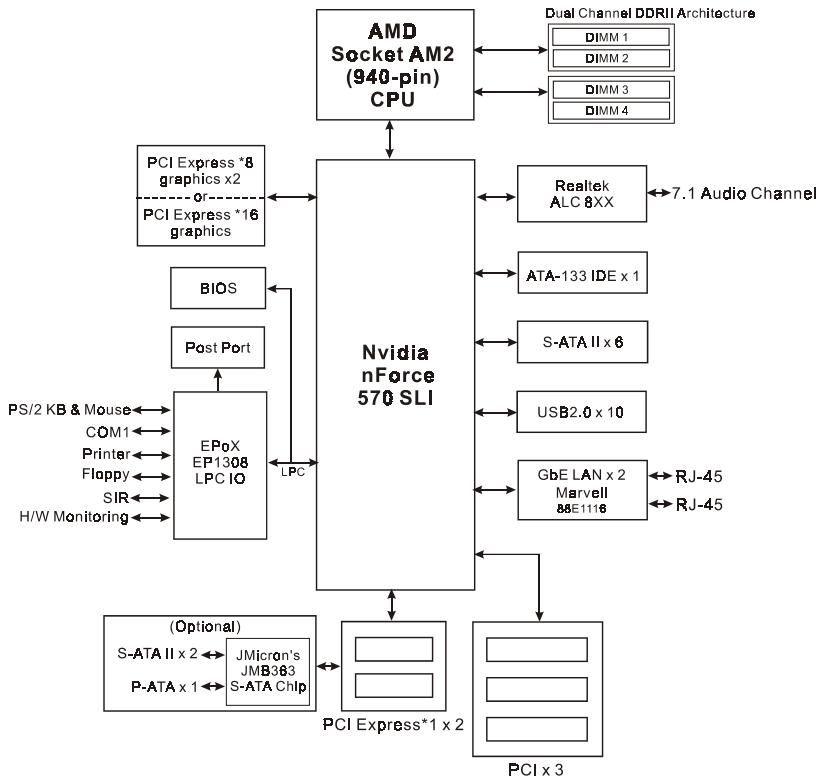 Dual Channel DDRII Architecture
AMD
Socket AM2
(940-pin)
CPU
DIMM 1
DIMM 2
DIMM 3
DIMM 4
PCI Express *8
graphics x2
or
PCI Express *16
graphics
Realtek
ALC 8XX
7.1 Audio Channel
BIOS
ATA-133 IDE x 1
Post Port
Nvidia
nForce
570 SLI
S-ATA II x 6
PS/2 KB & Mouse
COM1
Printer
Floppy
SIR
H/W Monitoring
EPoX
EP1308
LPC IO
LPC
USB2.0 x 10
GbE LAN x 2
Marvell
88E1116
RJ-45
RJ-45
(Optional)
S-ATA II x 2
P-ATA x 1
JMicron's
JMB363
S-ATA Chip
PCI Express*1 x 2
PCI x 3